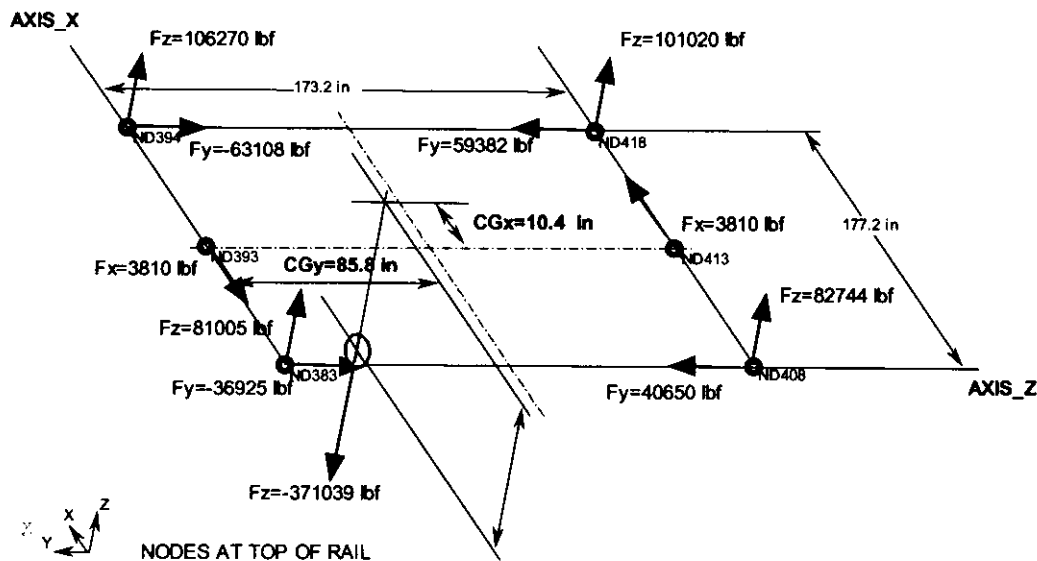 AXIS_X
Fz=106270 lbf
Fz=101020 lbf
173.2 in
ND394
ND418
Fy=-63108 lbf
Fy=59382 lbf
177.2 in
CGx=10.4 in
Fx=3810 lbf
ND393
ND413
Fx=3810 lbf
CGy=85.8 in
Fz=82744 lbf
Fz=81005 lbf
ND383
ND408
Fy=-36925 lbf
Fy=40650 lbf
AXIS_Z
Fz=-371039 lbf
Z
X
X
Y
NODES AT TOP OF RAIL